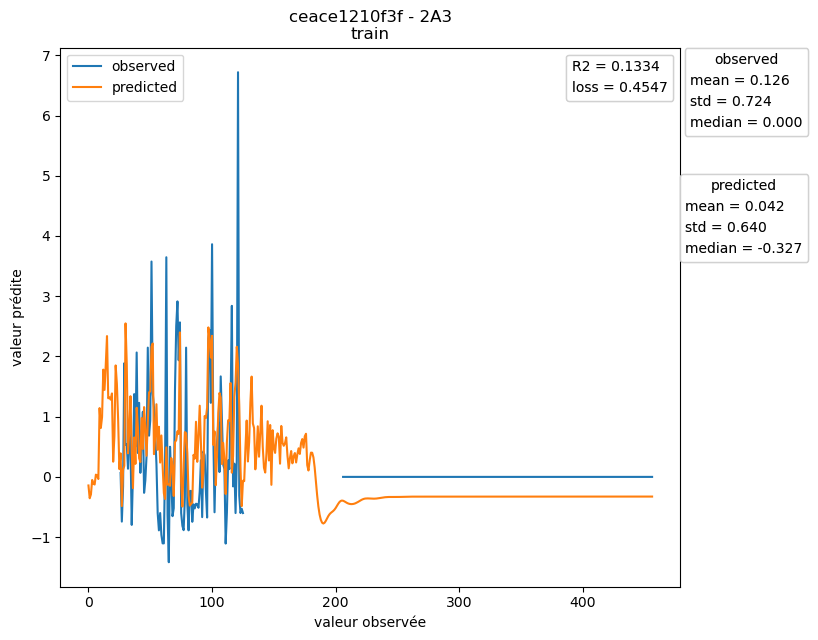 ceace1210f3f - 2A3
train
observed
predicted
R2 = 0.1334
loss = 0.4547
observed
mean = 0.126
std = 0.724
median = 0.000
predicted
mean = 0.042
std = 0.640
median = -0.327
valeur prédite
7
6
5
4
3
2
1
0
−1
0
100
200
300
400
valeur observée